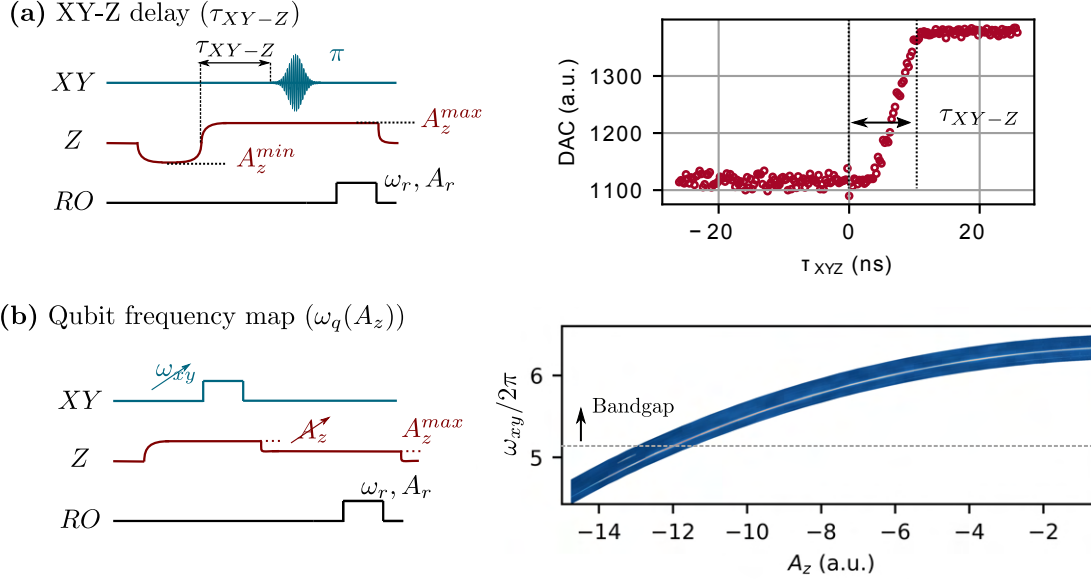 (a) XY-Z delay (τ_{XY−Z})
τ_{XY−Z}
π
XY
A_z^{max}
Z
A_z^{min}
ω_r, A_r
RO
DAC (a.u.)
1300
1200
1100
τ_{XY−Z}
−20 0 20
τ_{XYZ} (ns)
(b) Qubit frequency map (ω_q(A_z))
ω_{xy}
XY
A_z
A_z^{max}
Z
ω_r, A_r
RO
ω_{xy}/2π
6
5
Bandgap
−14 −12 −10 −8 −6 −4 −2
A_z (a.u.)